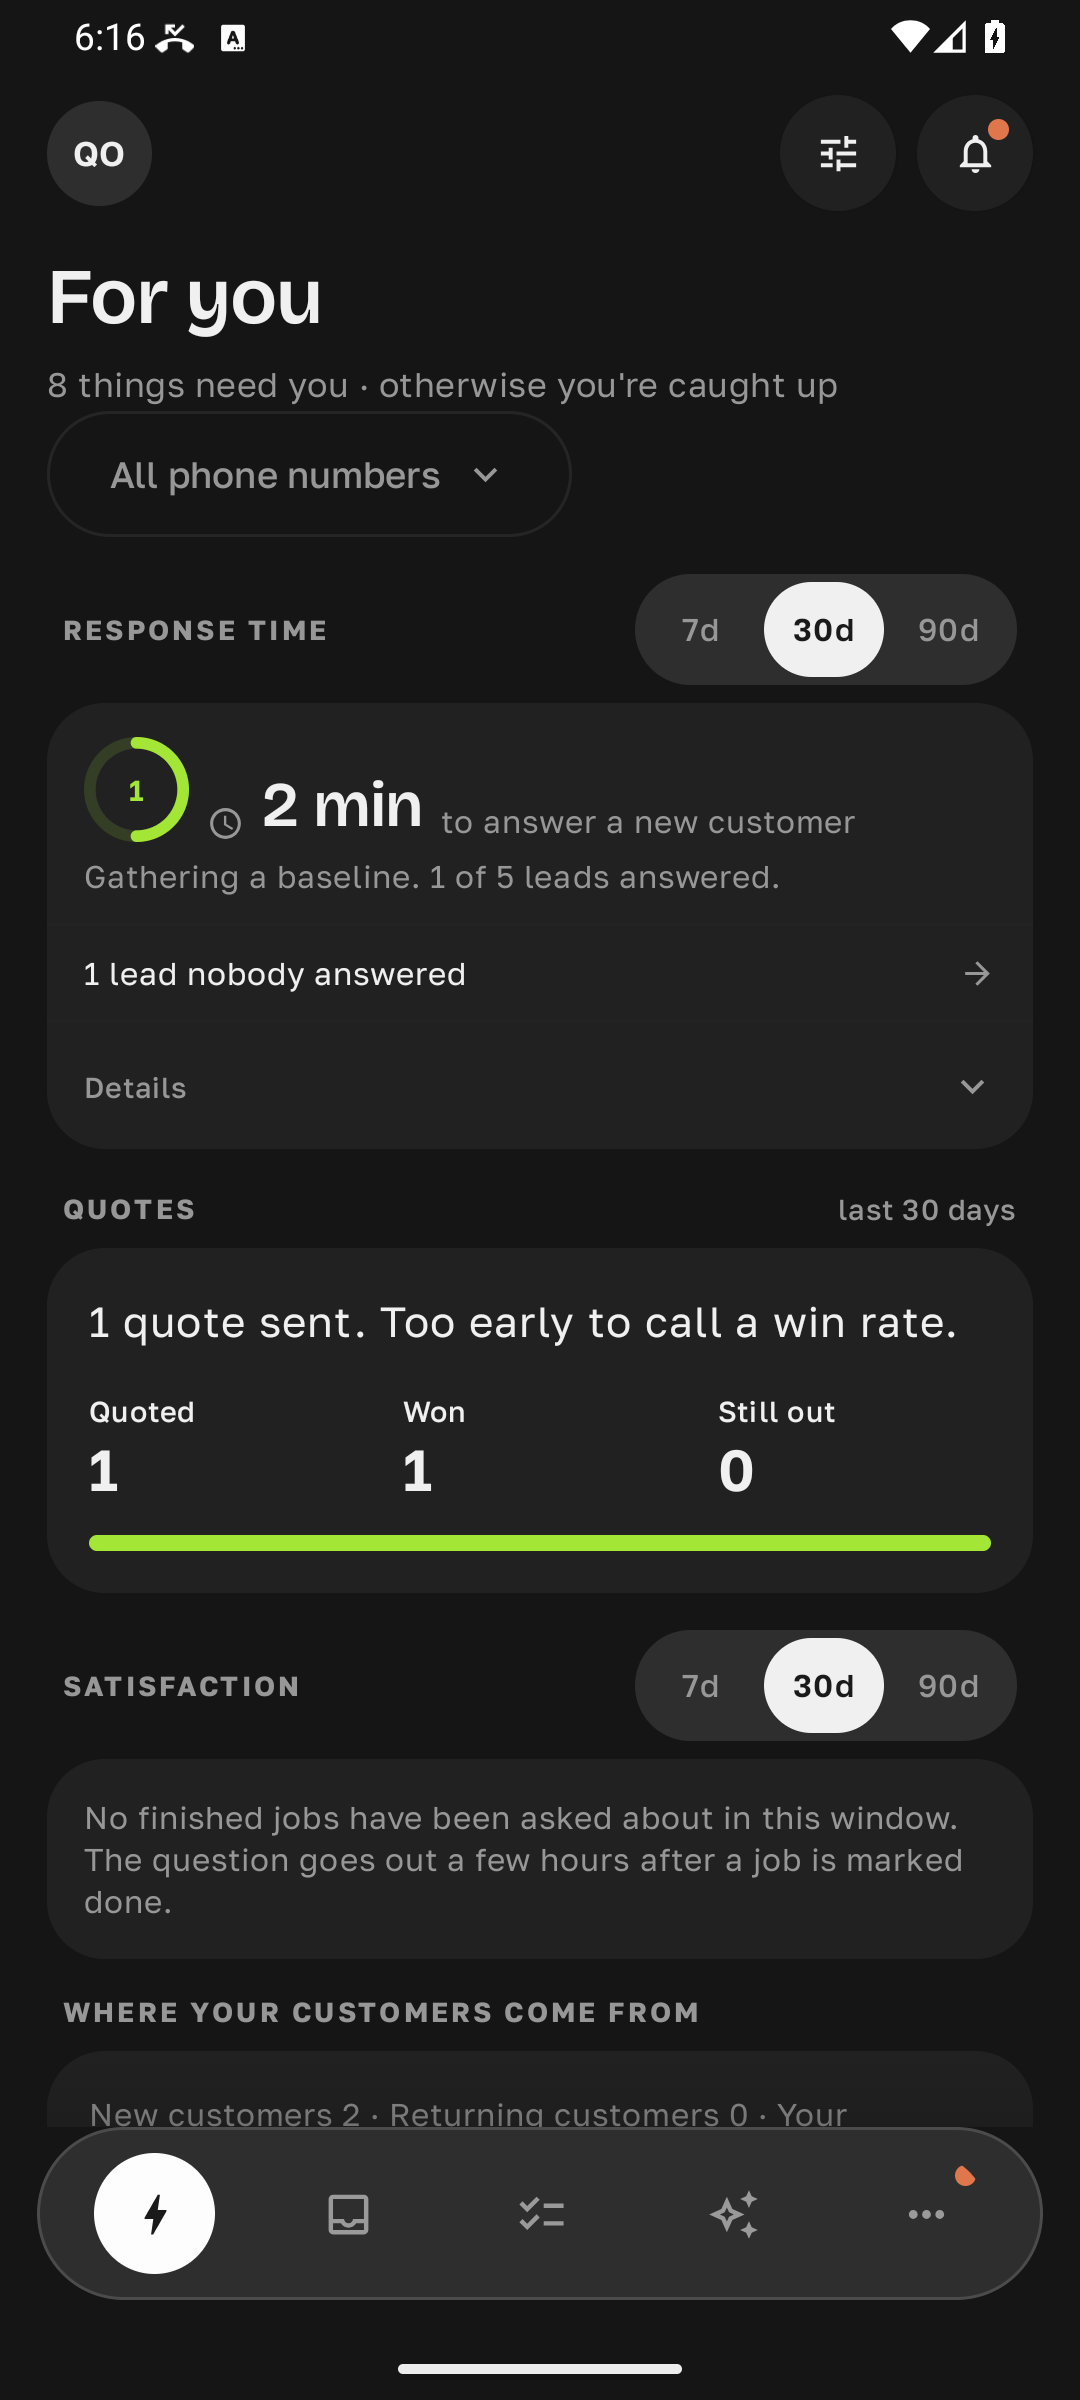 6:16
QO
For you
8 things need you · otherwise you're caught up
All phone numbers
RESPONSE TIME
7d 30d 90d
1
2 min to answer a new customer
Gathering a baseline. 1 of 5 leads answered.
1 lead nobody answered
Details
QUOTES
last 30 days
1 quote sent. Too early to call a win rate.
Quoted Won Still out
1 1 0
SATISFACTION
7d 30d 90d
No finished jobs have been asked about in this window.
The question goes out a few hours after a job is marked
done.
WHERE YOUR CUSTOMERS COME FROM
New customers 2 · Returning customers 0 · Your